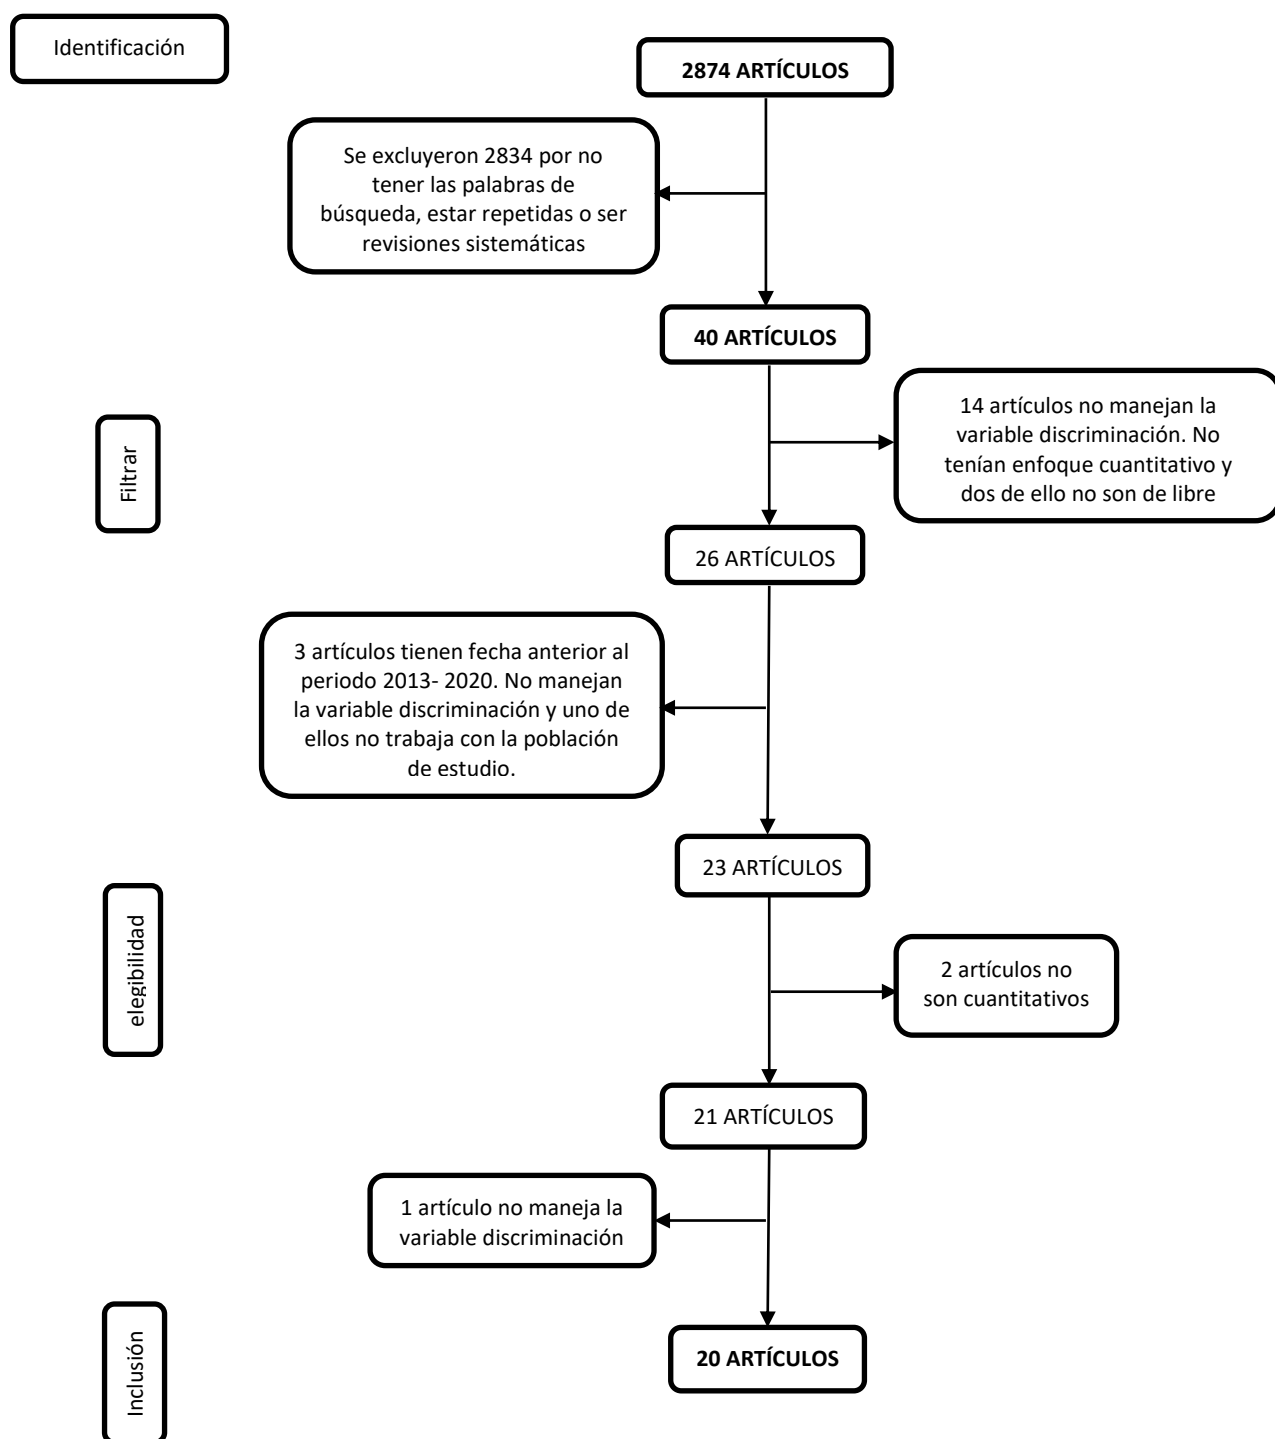 Identificación
2874 ARTÍCULOS
Se excluyeron 2834 por no
tener las palabras de
búsqueda, estar repetidas o ser
revisiones sistemáticas
40 ARTÍCULOS
14 artículos no manejan la
variable discriminación. No
tenían enfoque cuantitativo y
dos de ello no son de libre
Filtrar
26 ARTÍCULOS
3 artículos tienen fecha anterior al
periodo 2013- 2020. No manejan
la variable discriminación y uno de
ellos no trabaja con la población
de estudio.
23 ARTÍCULOS
elegibilidad
2 artículos no
son cuantitativos
21 ARTÍCULOS
1 artículo no maneja la
variable discriminación
20 ARTÍCULOS
Inclusión